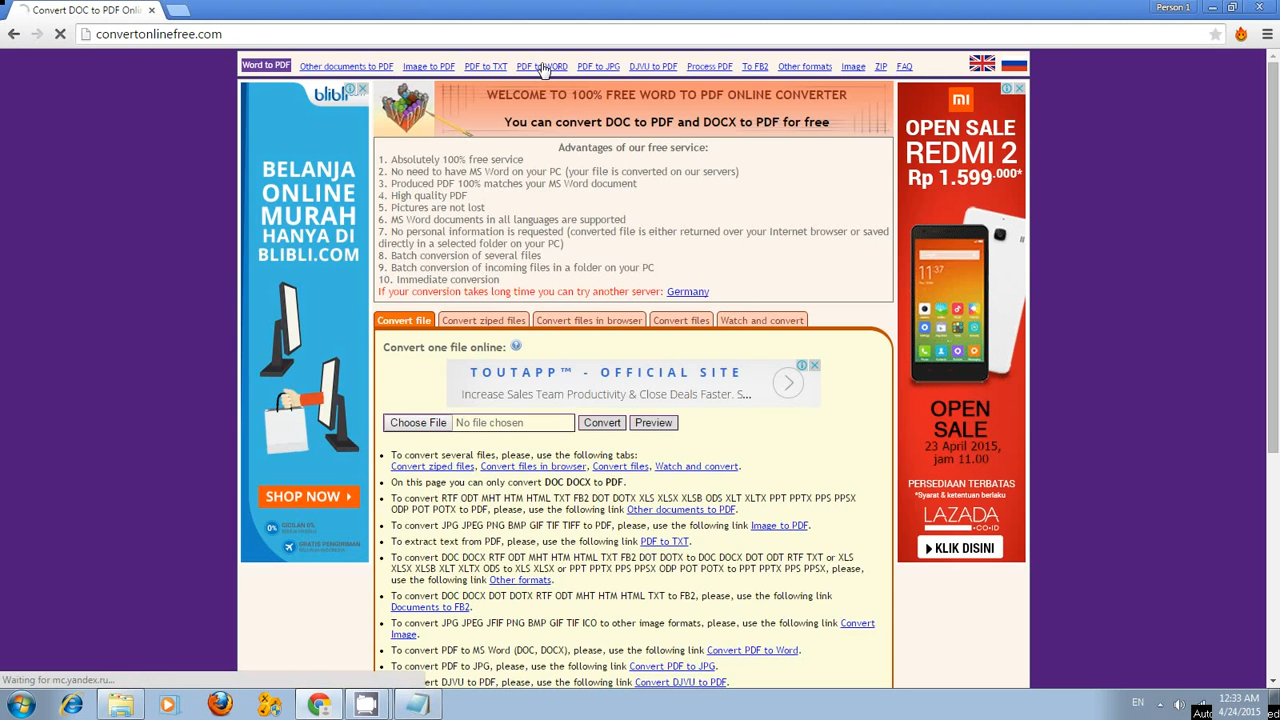 Convert DOC to PDF Onli
Person 1
convertonlinefree.com
Word to PDF Other documents to PDF Image to PDF PDF to TXT PDF to WORD PDF to JPG DJVU to PDF Process PDF To FB2 Other formats Image ZIP FAQ
blibli
BELANJA
ONLINE
MURAH
HANYA DI
BLIBLI.COM
SHOP NOW
CICILAN 0%
WELCOME TO 100% FREE WORD TO PDF ONLINE CONVERTER
You can convert DOC to PDF and DOCX to PDF for free
Advantages of our free service:
1. Absolutely 100% free service
2. No need to have MS Word on your PC (your file is converted on our servers)
3. Produced PDF 100% matches your MS Word document
4. High quality PDF
5. Pictures are not lost
6. MS Word documents in all languages are supported
7. No personal information is requested (converted file is either returned over your Internet browser or saved
directly in a selected folder on your PC)
8. Batch conversion of several files
9. Batch conversion of incoming files in a folder on your PC
10. Immediate conversion
If your conversion takes long time you can try another server: Germany
Convert file Convert ziped files Convert files in browser Convert files Watch and convert
Convert one file online:
TOUTAPP™ - OFFICIAL SITE
Increase Sales Team Productivity & Close Deals Faster. S...
Choose File No file chosen Convert Preview
• To convert several files, please, use the following tabs:
Convert ziped files, Convert files in browser, Convert files, Watch and convert.
• On this page you can only convert DOC DOCX to PDF.
• To convert RTF ODT MHT HTM HTML TXT FB2 DOT DOTX XLS XLSX XLSB ODS XLT XLTX PPT PPTX PPS PPSX
ODP POT POTX to PDF, please, use the following link Other documents to PDF.
• To convert JPG JPEG PNG BMP GIF TIF TIFF to PDF, please, use the following link Image to PDF.
• To extract text from PDF, please, use the following link PDF to TXT.
• To convert DOC DOCX RTF ODT MHT HTM HTML TXT FB2 DOT DOTX to DOC DOCX DOT ODT RTF TXT or XLS
XLSX XLSB XLT XLTX ODS to XLS XLSX or PPT PPTX PPS PPSX ODP POT POTX to PPT PPTX PPS PPSX, please,
use the following link Other formats.
• To convert DOC DOCX DOT DOTX RTF ODT MHT HTM HTML TXT to FB2, please, use the following link
Documents to FB2.
• To convert JPG JPEG JFIF PNG BMP GIF TIF ICO to other image formats, please, use the following link Convert
Image.
• To convert PDF to MS Word (DOC, DOCX), please, use the following link Convert PDF to Word.
• To convert PDF to JPG, please, use the following link Convert PDF to JPG.
convert DJVU to PDF, please, use the following link Convert DJVU to PDF.
mi
OPEN SALE
REDMI 2
Rp 1.599.000*
11:37
OPEN
SALE
23 April 2015,
jam 11.00
PERSEDIAAN TERBATAS
*Syarat & ketentuan berlaku
LAZADA
.CO.ID
KLIK DISINI
Waiting for mc.yandex.ru...
EN
12:33 AM
4/24/2015